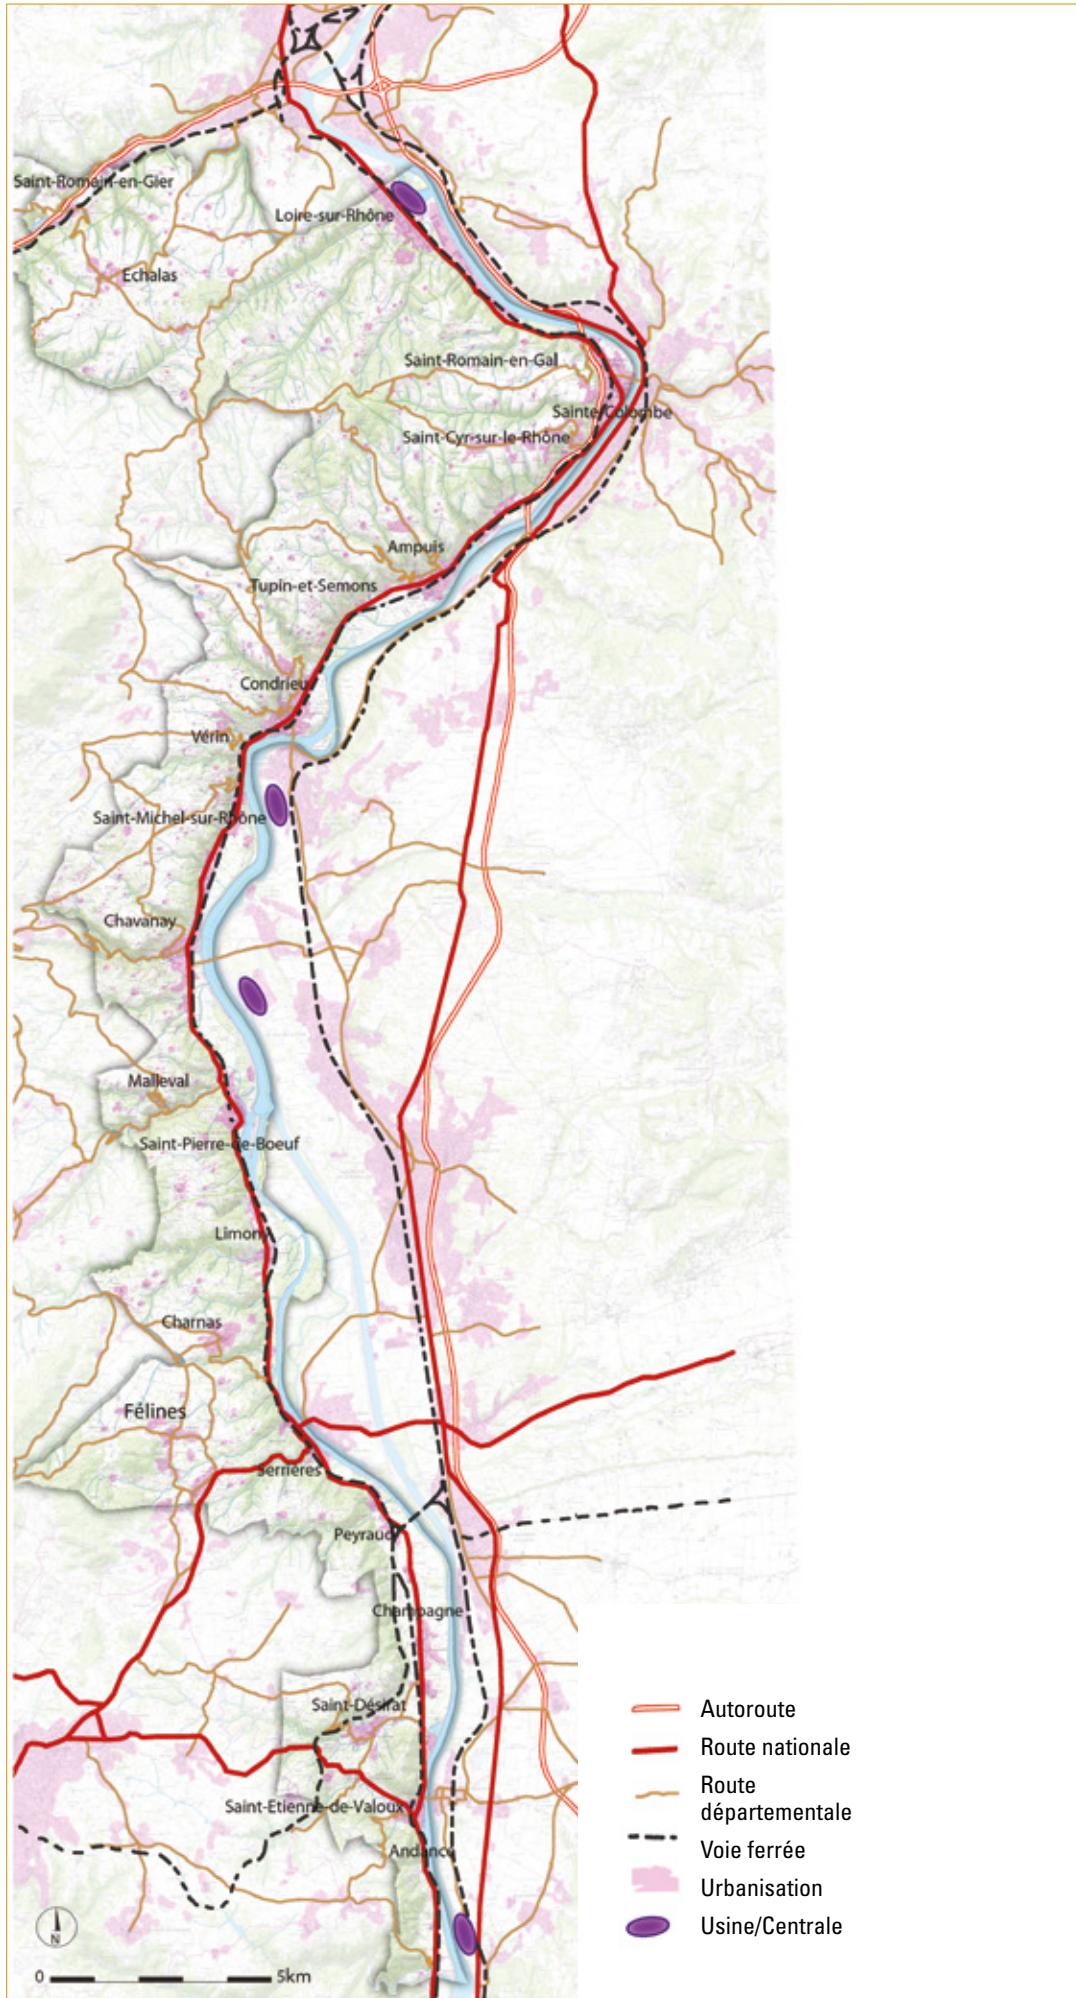 Saint-Romain-en-Gier
Loire-sur-Rhône
Echalas
Saint-Romain-en-Gal
Sainte Colombe
Saint-Cyr-sur-le-Rhône
Ampuis
Tupin-et-Semons
Condrieu
Vérin
Saint-Michel-sur-Rhône
Chavanay
Malleval
Saint-Pierre-de-Boeuf
Limony
Charnas
Félines
Serrières
Peyraud
Champagne
Saint-Désirat
Saint-Etienne-de-Valoux
Andance
Autoroute
Route nationale
Route
départementale
Voie ferrée
Urbanisation
Usine/Centrale
N
0 5km